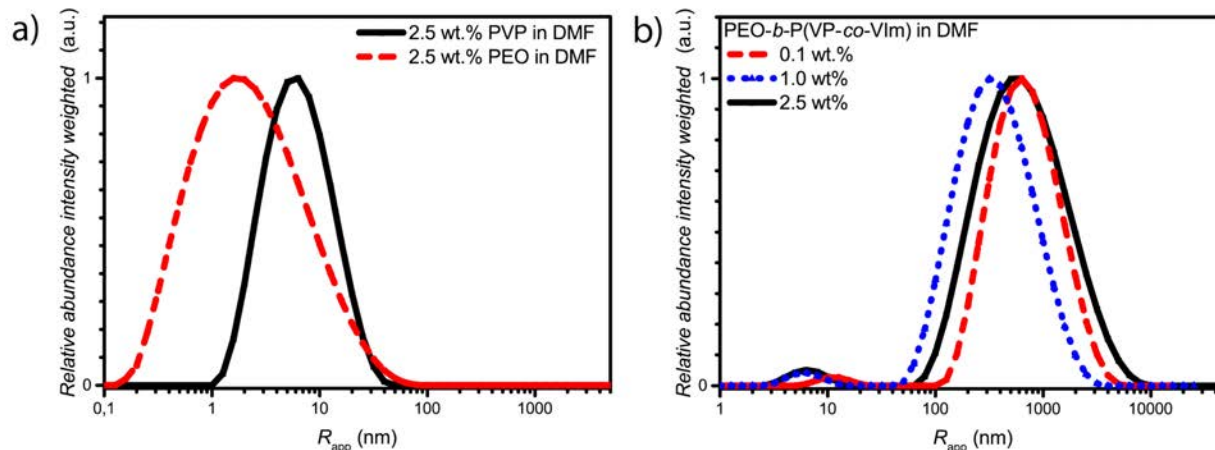 a)
Relative abundance intensity weighted (a.u.)
2.5 wt.% PVP in DMF
2.5 wt.% PEO in DMF
1
0
0,1
1
10
100
1000
R_app (nm)
b)
Relative abundance intensity weighted (a.u.)
PEO-b-P(VP-co-VIm) in DMF
0.1 wt.%
1.0 wt%
2.5 wt%
1
0
1
10
100
1000
10000
R_app (nm)